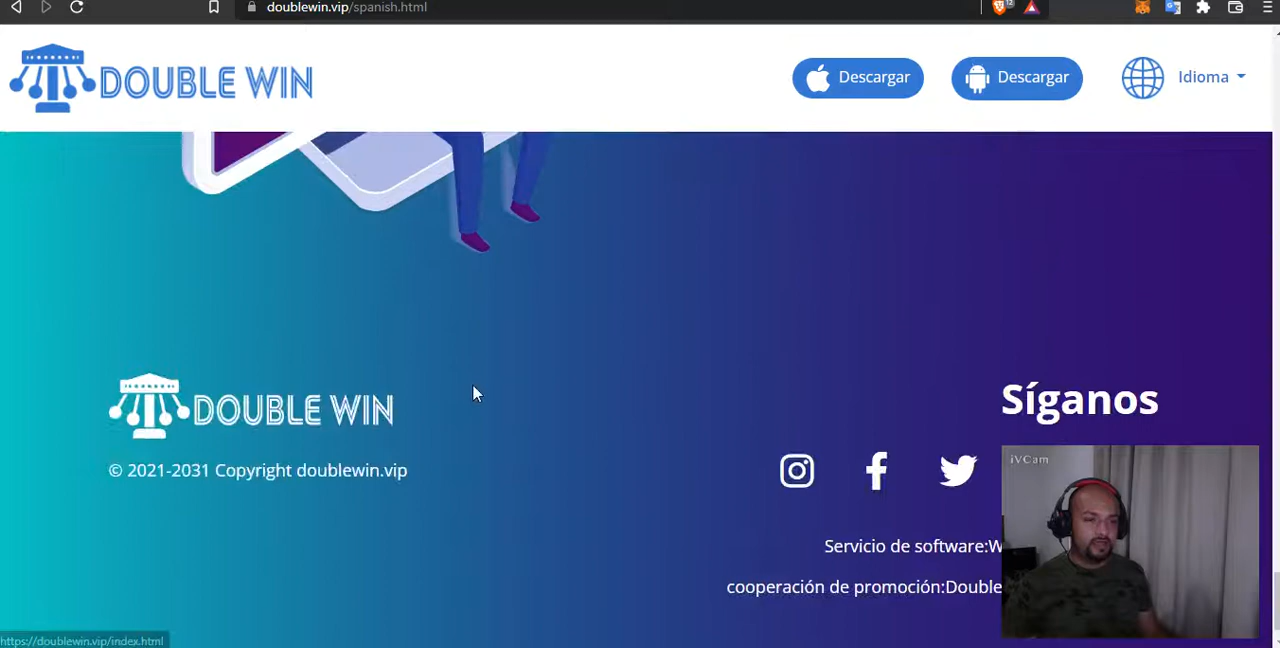 doublewin.vip/spanish.html
12
DOUBLE WIN
Descargar
Descargar
Idioma
DOUBLE WIN
© 2021-2031 Copyright doublewin.vip
Síganos
iVCam
Servicio de software:W
cooperación de promoción:Double
https://doublewin.vip/index.html